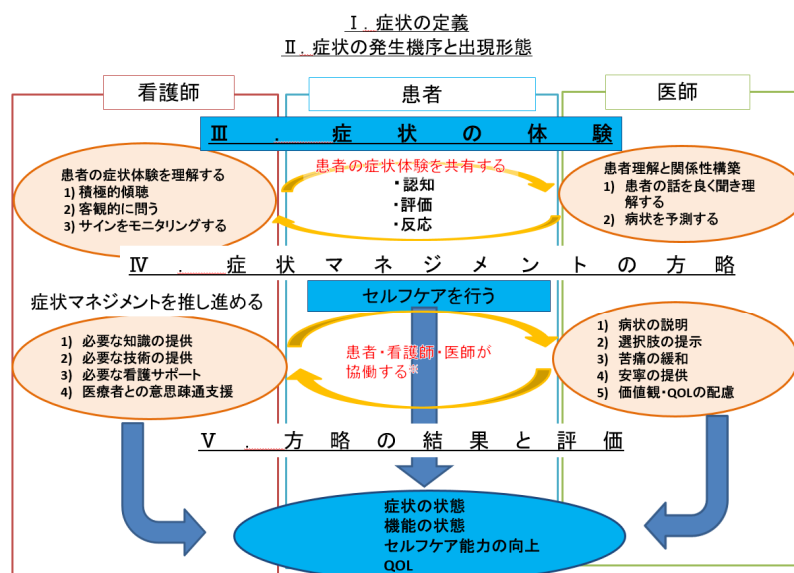 Ⅰ．症状の定義
Ⅱ．症状の発生機序と出現形態
看護師
患者
医師
Ⅲ．症状の体験
患者の症状体験を理解する
1) 積極的傾聴
2) 客観的に問う
3) サインをモニタリングする
患者の症状体験を共有する
・認知
・評価
・反応
患者理解と関係性構築
1) 患者の話を良く聞き理
解する
2) 病状を予測する
Ⅳ．症状マネジメントの方略
症状マネジメントを推し進める
セルフケアを行う
1) 必要な知識の提供
2) 必要な技術の提供
3) 必要な看護サポート
4) 医療者との意思疎通支援
患者・看護師・医師が
協働する※
1) 病状の説明
2) 選択肢の提示
3) 苦痛の緩和
4) 安寧の提供
5) 価値観・QOLの配慮
Ⅴ．方略の結果と評価
症状の状態
機能の状態
セルフケア能力の向上
QOL